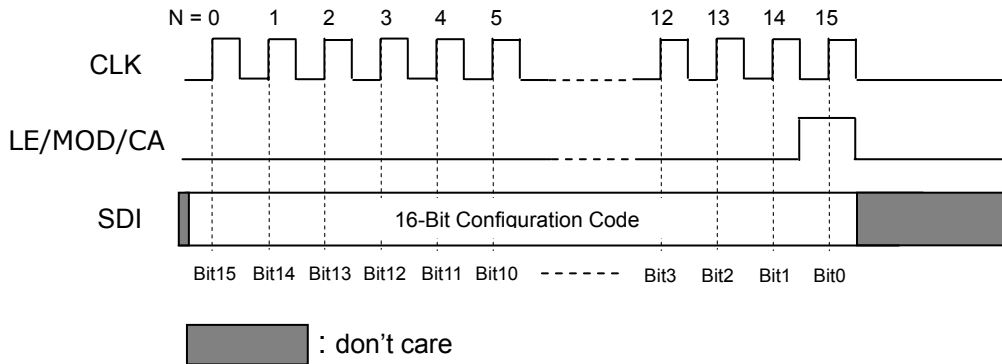 N = 0 1 2 3 4 5 12 13 14 15
CLK
LE/MOD/CA
SDI 16-Bit Configuration Code
Bit15 Bit14 Bit13 Bit12 Bit11 Bit10 Bit3 Bit2 Bit1 Bit0
: don't care